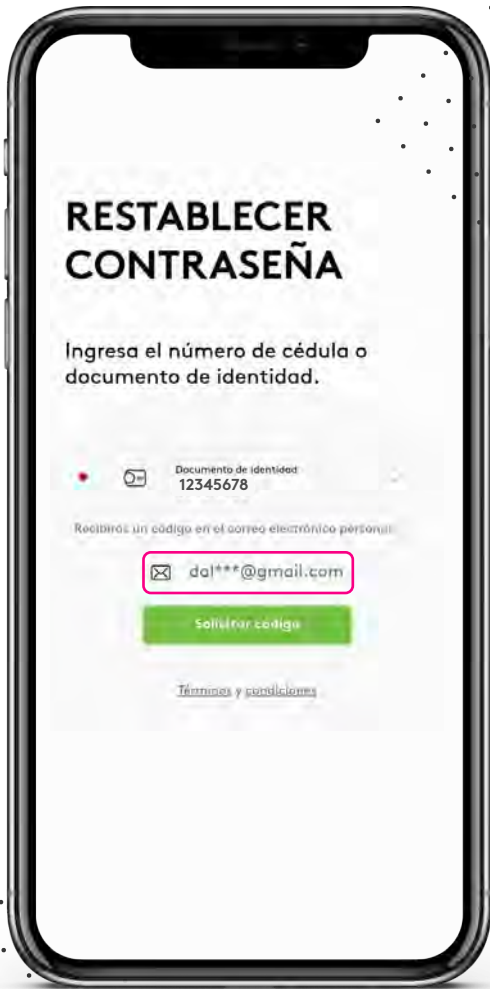 RESTABLECER
CONTRASEÑA
Ingresa el número de cédula o
documento de identidad.
Documento de identidad
12345678
Recibirás un código en el correo electrónico personal
dal***@gmail.com
Solicitar código
Términos y condiciones